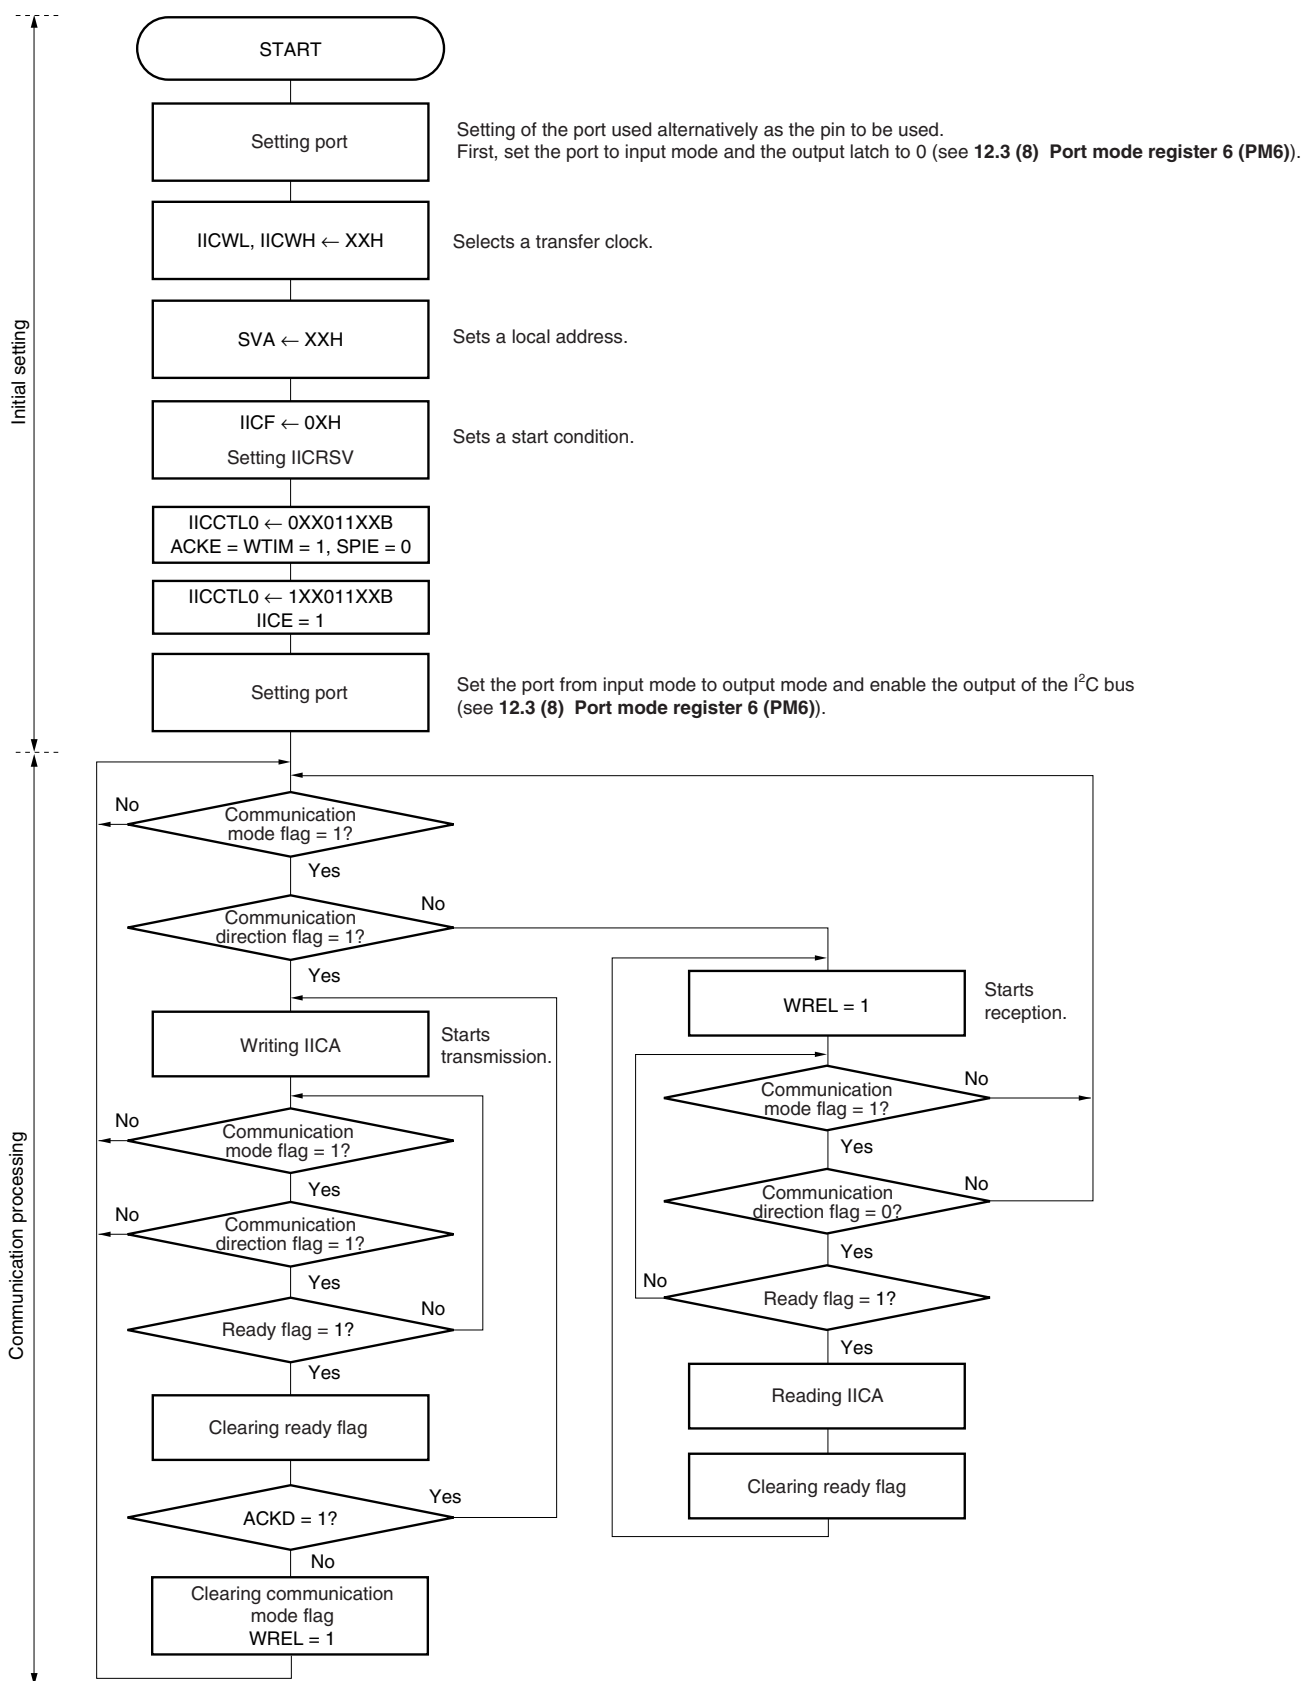 START
Setting port
Setting of the port used alternatively as the pin to be used.
First, set the port to input mode and the output latch to 0 (see 12.3 (8) Port mode register 6 (PM6)).
IICWL, IICWH ← XXH
Selects a transfer clock.
SVA ← XXH
Sets a local address.
Initial setting
IICF ← 0XH
Setting IICRSV
Sets a start condition.
IICCTL0 ← 0XX011XXB
ACKE = WTIM = 1, SPIE = 0
IICCTL0 ← 1XX011XXB
IICE = 1
Setting port
Set the port from input mode to output mode and enable the output of the I²C bus
(see 12.3 (8) Port mode register 6 (PM6)).
No
Communication
mode flag = 1?
Yes
No
Communication
direction flag = 1?
Yes
Writing IICA
Starts
transmission.
No
Communication
mode flag = 1?
Yes
No
Communication
direction flag = 1?
Yes
No
Ready flag = 1?
Yes
Clearing ready flag
Yes
ACKD = 1?
No
Clearing communication
mode flag
WREL = 1
WREL = 1
Starts
reception.
No
Communication
mode flag = 1?
Yes
No
Communication
direction flag = 0?
Yes
No
Ready flag = 1?
Yes
Reading IICA
Clearing ready flag
Communication processing